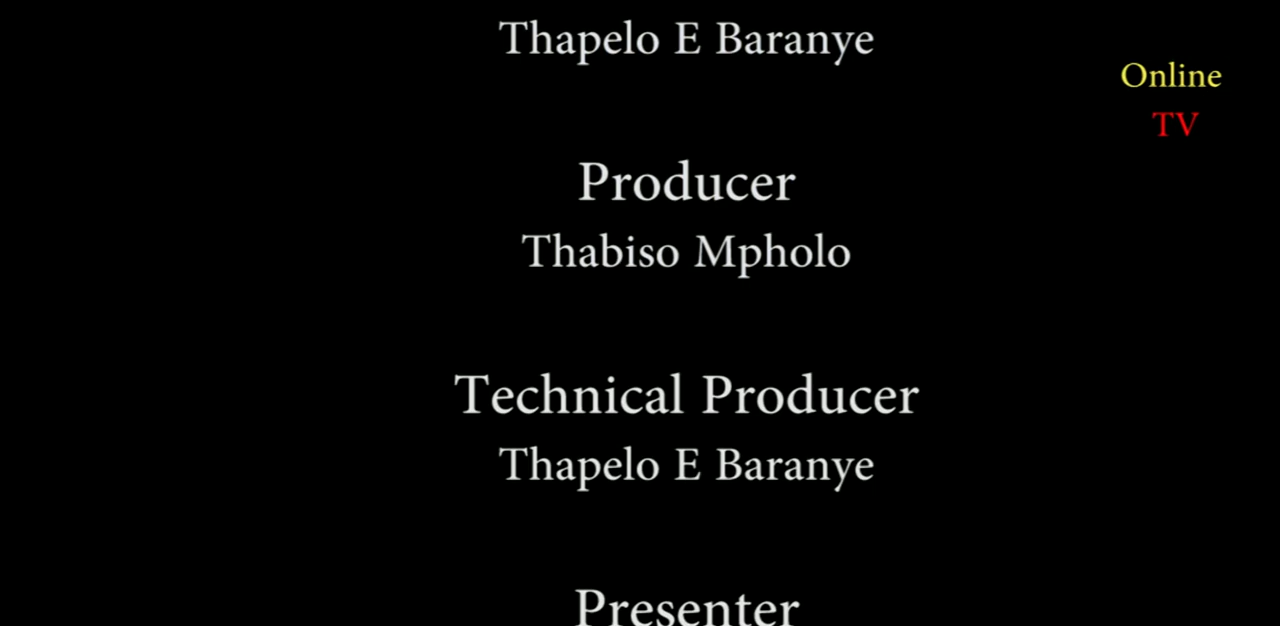 Thapelo E Baranye
Online
TV
Producer
Thabiso Mpholo
Technical Producer
Thapelo E Baranye
Presenter